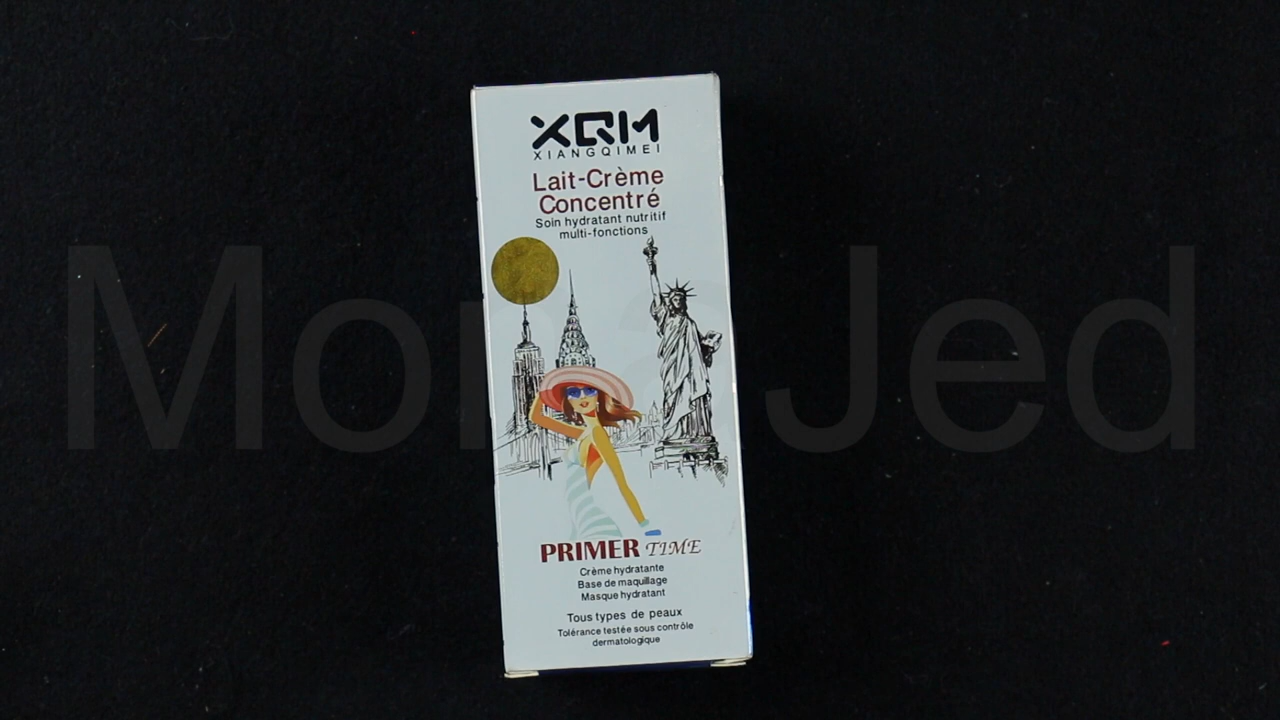 XQM
XIANGQIMEI
Lait-Crème
Concentré
Soin hydratant nutritif
multi-fonctions
PRIMER TIME
Crème hydratante
Base de maquillage
Masque hydratant
Tous types de peaux
Tolérance testée sous contrôle
dermatologique